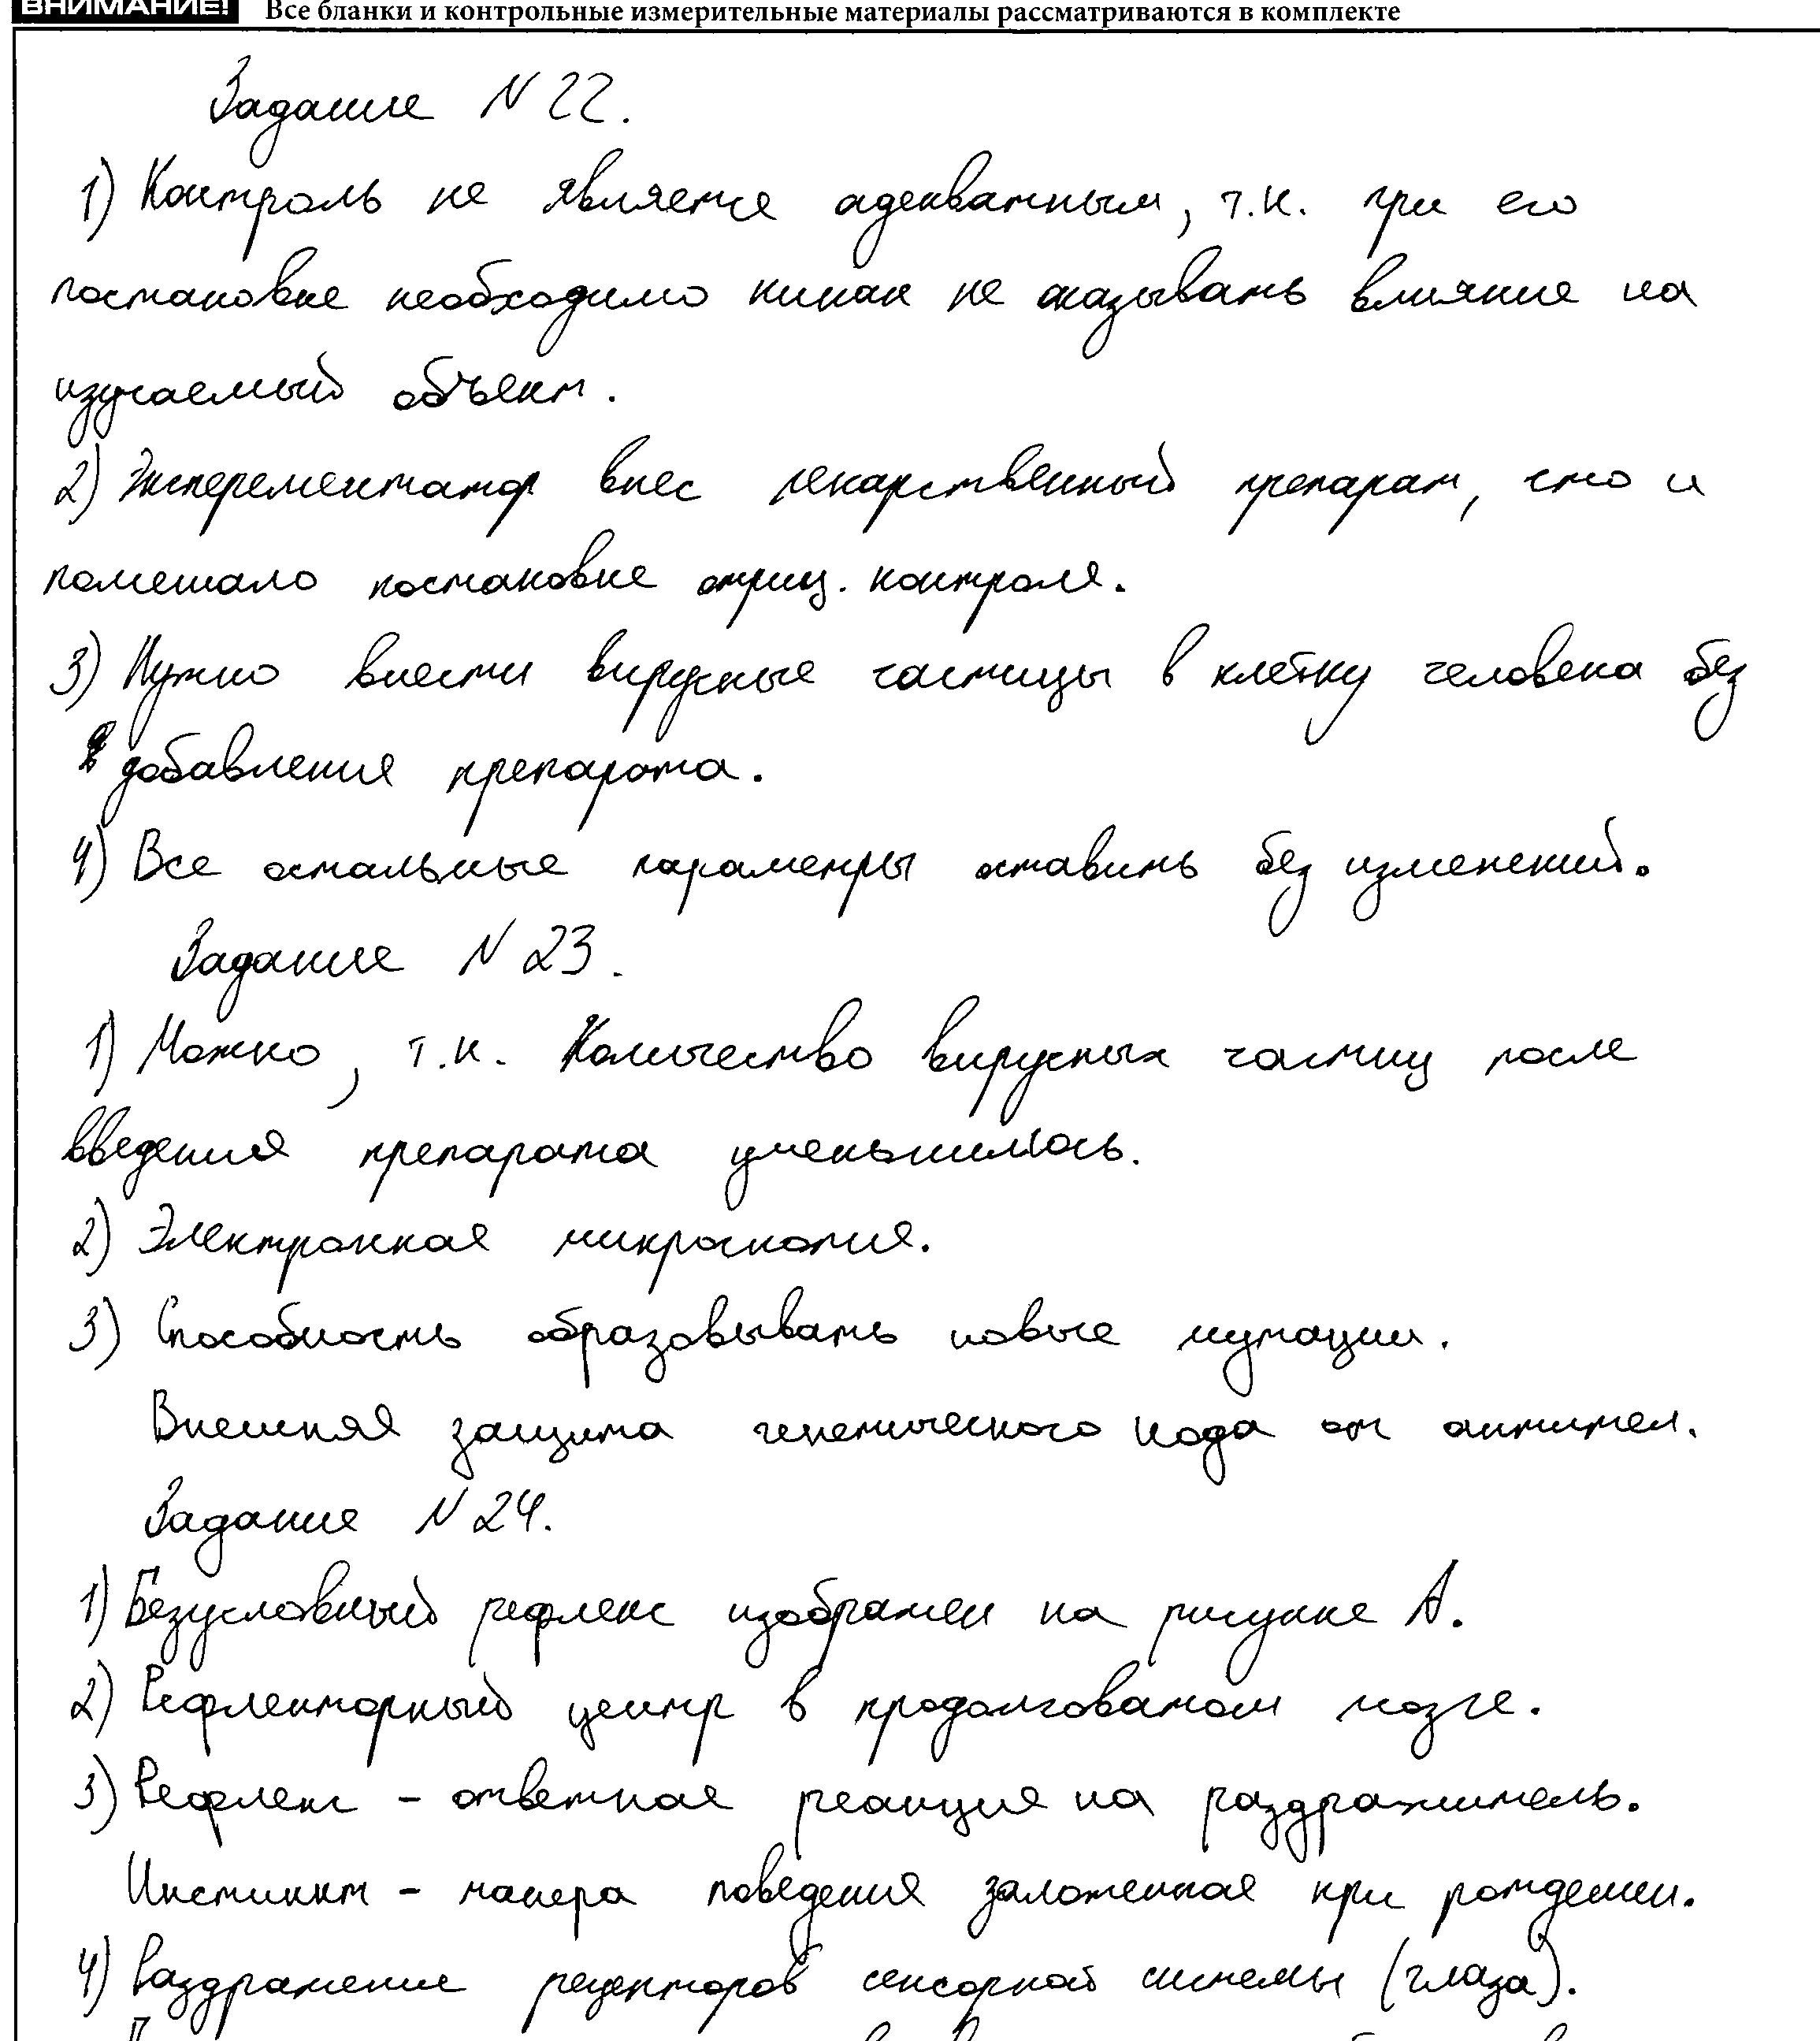 ВНИМАНИЕ! Все бланки и контрольные измерительные материалы рассматриваются в комплекте
Задание N 22.
1) Контроль не является адекватным, т.к. при его
постановке необходимо никак не оказывать влияние на
изучаемый объект.
2) Эксперементатор внес лекарственный препарат, что и
помешало постановке отриц. контроля.
3) Нужно внести вирусные частицы в клетку человека без
добавления препарата.
4) Все остальные параметры оставить без изменений.
Задание N 23.
1) Можно, т.к. Количество вирусных частиц после
введения препарата уменьшилось.
2) Электронная микроскопия.
3) Способность образовывать новые мутации.
Внешняя защита генетического кода от антител.
Задание N 24.
1) Безусловный рефлекс изображен на рисунке А.
2) Рефлекторный центр в продолговатом мозге.
3) Рефлекс - ответная реакция на раздражитель.
Инстинкт - манера поведения заложенная при рождении.
4) Раздражение рецепторов сенсорной системы (глаза).